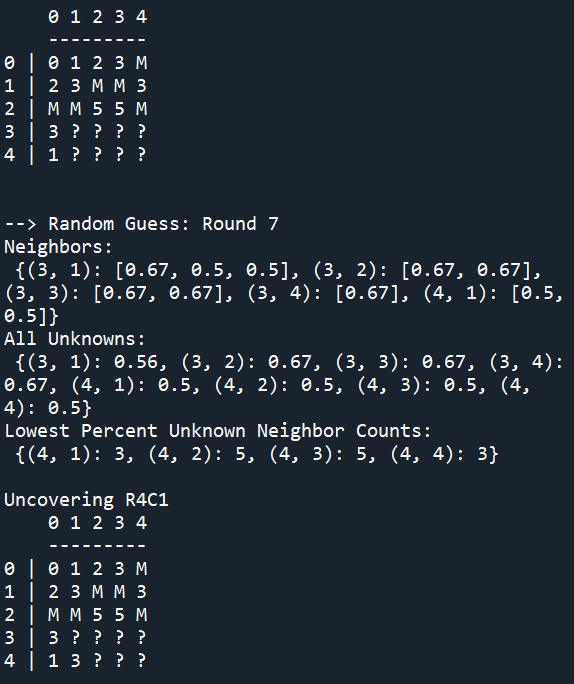 0 1 2 3 4
---------
0 | 0 1 2 3 M
1 | 2 3 M M 3
2 | M M 5 5 M
3 | 3 ? ? ? ?
4 | 1 ? ? ? ?
--> Random Guess: Round 7
Neighbors:
{(3, 1): [0.67, 0.5, 0.5], (3, 2): [0.67, 0.67],
(3, 3): [0.67, 0.67], (3, 4): [0.67], (4, 1): [0.5,
0.5]}
All Unknowns:
{(3, 1): 0.56, (3, 2): 0.67, (3, 3): 0.67, (3, 4):
0.67, (4, 1): 0.5, (4, 2): 0.5, (4, 3): 0.5, (4,
4): 0.5}
Lowest Percent Unknown Neighbor Counts:
{(4, 1): 3, (4, 2): 5, (4, 3): 5, (4, 4): 3}
Uncovering R4C1
0 1 2 3 4
---------
0 | 0 1 2 3 M
1 | 2 3 M M 3
2 | M M 5 5 M
3 | 3 ? ? ? ?
4 | 1 3 ? ? ?